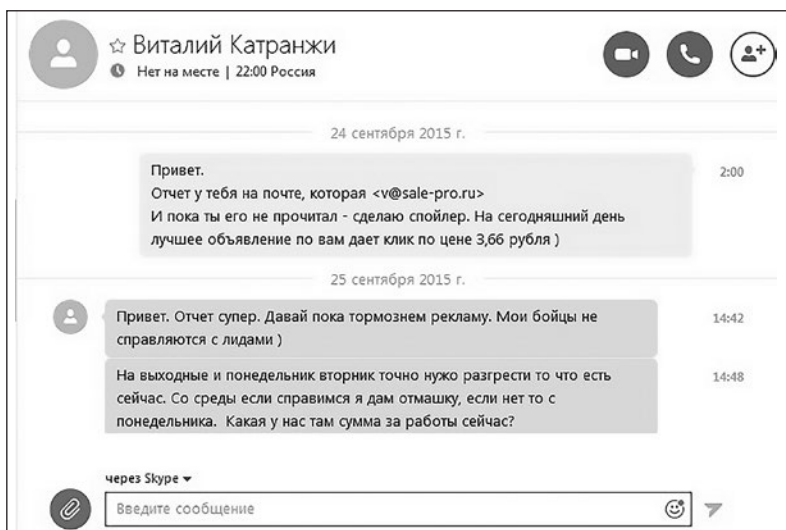 Виталий Катранжи
Нет на месте | 22:00 Россия
24 сентября 2015 г.
Привет.
2:00
Отчет у тебя на почте, которая <v@sale-pro.ru>
И пока ты его не прочитал - сделаю спойлер. На сегодняшний день
лучшее объявление по вам дает клик по цене 3,66 рубля )
25 сентября 2015 г.
Привет. Отчет супер. Давай пока тормознем рекламу. Мои бойцы не
14:42
справляются с лидами )
На выходные и понедельник вторник точно нужо разгрести то что есть
14:48
сейчас. Со среды если справимся я дам отмашку, если нет то с
понедельника. Какая у нас там сумма за работы сейчас?
через Skype
Введите сообщение